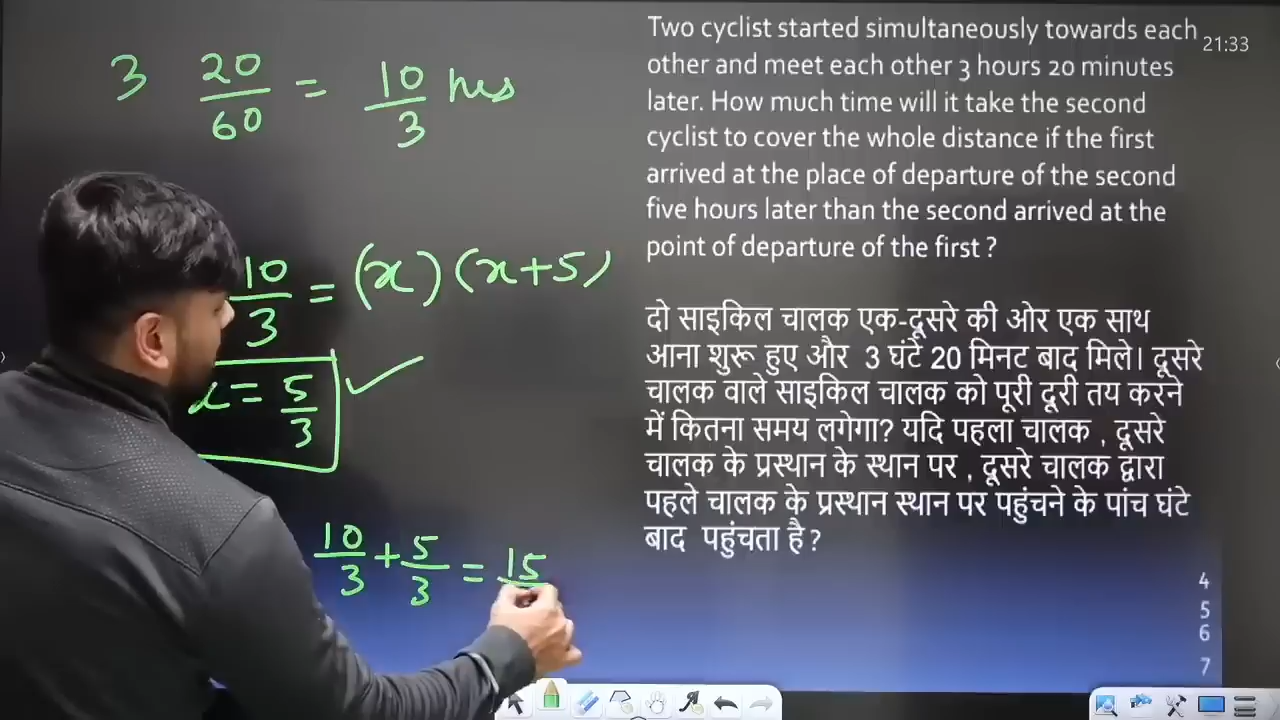 3 20/60 = 10/3 hrs
10/3 = (x)(x+5)
x = 5/3
10/3 + 5/3 = 15
Two cyclist started simultaneously towards each
other and meet each other 3 hours 20 minutes
later. How much time will it take the second
cyclist to cover the whole distance if the first
arrived at the place of departure of the second
five hours later than the second arrived at the
point of departure of the first ?
21:33
दो साइकिल चालक एक-दूसरे की ओर एक साथ
आना शुरू हुए और 3 घंटे 20 मिनट बाद मिले। दूसरे
चालक वाले साइकिल चालक को पूरी दूरी तय करने
में कितना समय लगेगा? यदि पहला चालक , दूसरे
चालक के प्रस्थान के स्थान पर , दूसरे चालक द्वारा
पहले चालक के प्रस्थान स्थान पर पहुंचने के पांच घंटे
बाद पहुंचता है ?
4
5
6
7